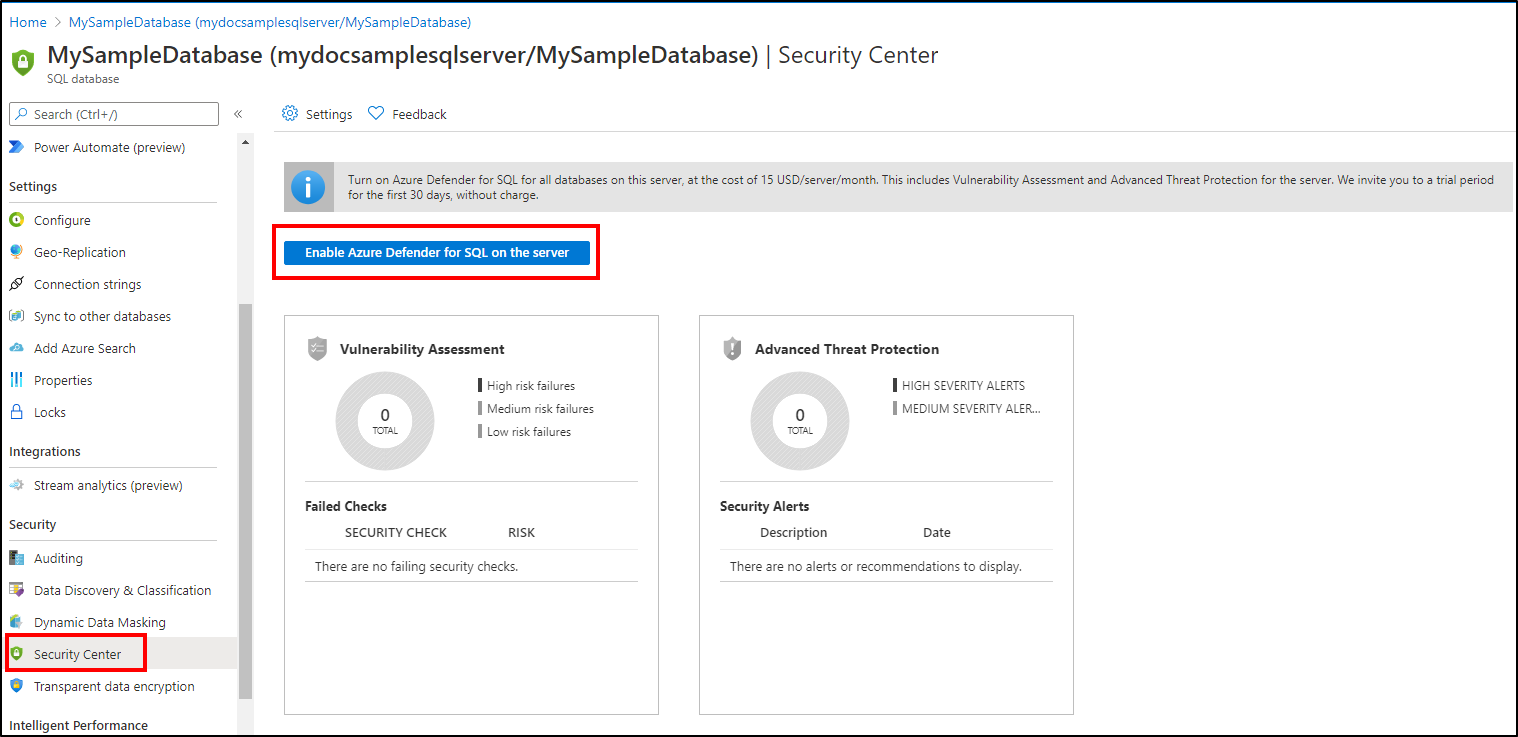 Home > MySampleDatabase (mydocsamplesqlserver/MySampleDatabase)
MySampleDatabase (mydocsamplesqlserver/MySampleDatabase) | Security Center
SQL database
Search (Ctrl+/)
«
Settings
Feedback
Power Automate (preview)
Settings
Configure
Geo-Replication
Connection strings
Sync to other databases
Add Azure Search
Properties
Locks
Integrations
Stream analytics (preview)
Security
Auditing
Data Discovery & Classification
Dynamic Data Masking
Security Center
Transparent data encryption
Intelligent Performance
Turn on Azure Defender for SQL for all databases on this server, at the cost of 15 USD/server/month. This includes Vulnerability Assessment and Advanced Threat Protection for the server. We invite you to a trial period
for the first 30 days, without charge.
Enable Azure Defender for SQL on the server
Vulnerability Assessment
0
TOTAL
High risk failures
Medium risk failures
Low risk failures
Failed Checks
SECURITY CHECK RISK
There are no failing security checks.
Advanced Threat Protection
0
TOTAL
HIGH SEVERITY ALERTS
MEDIUM SEVERITY ALER...
Security Alerts
Description Date
There are no alerts or recommendations to display.